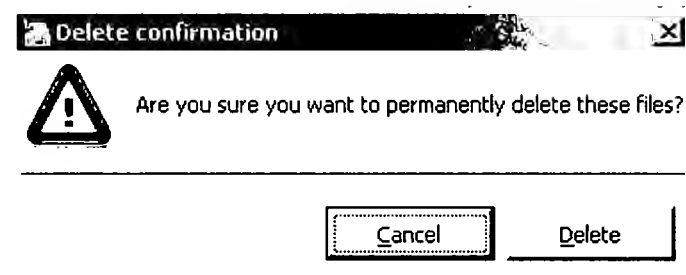 Delete confirmation
Are you sure you want to permanently delete these files?
Cancel
Delete